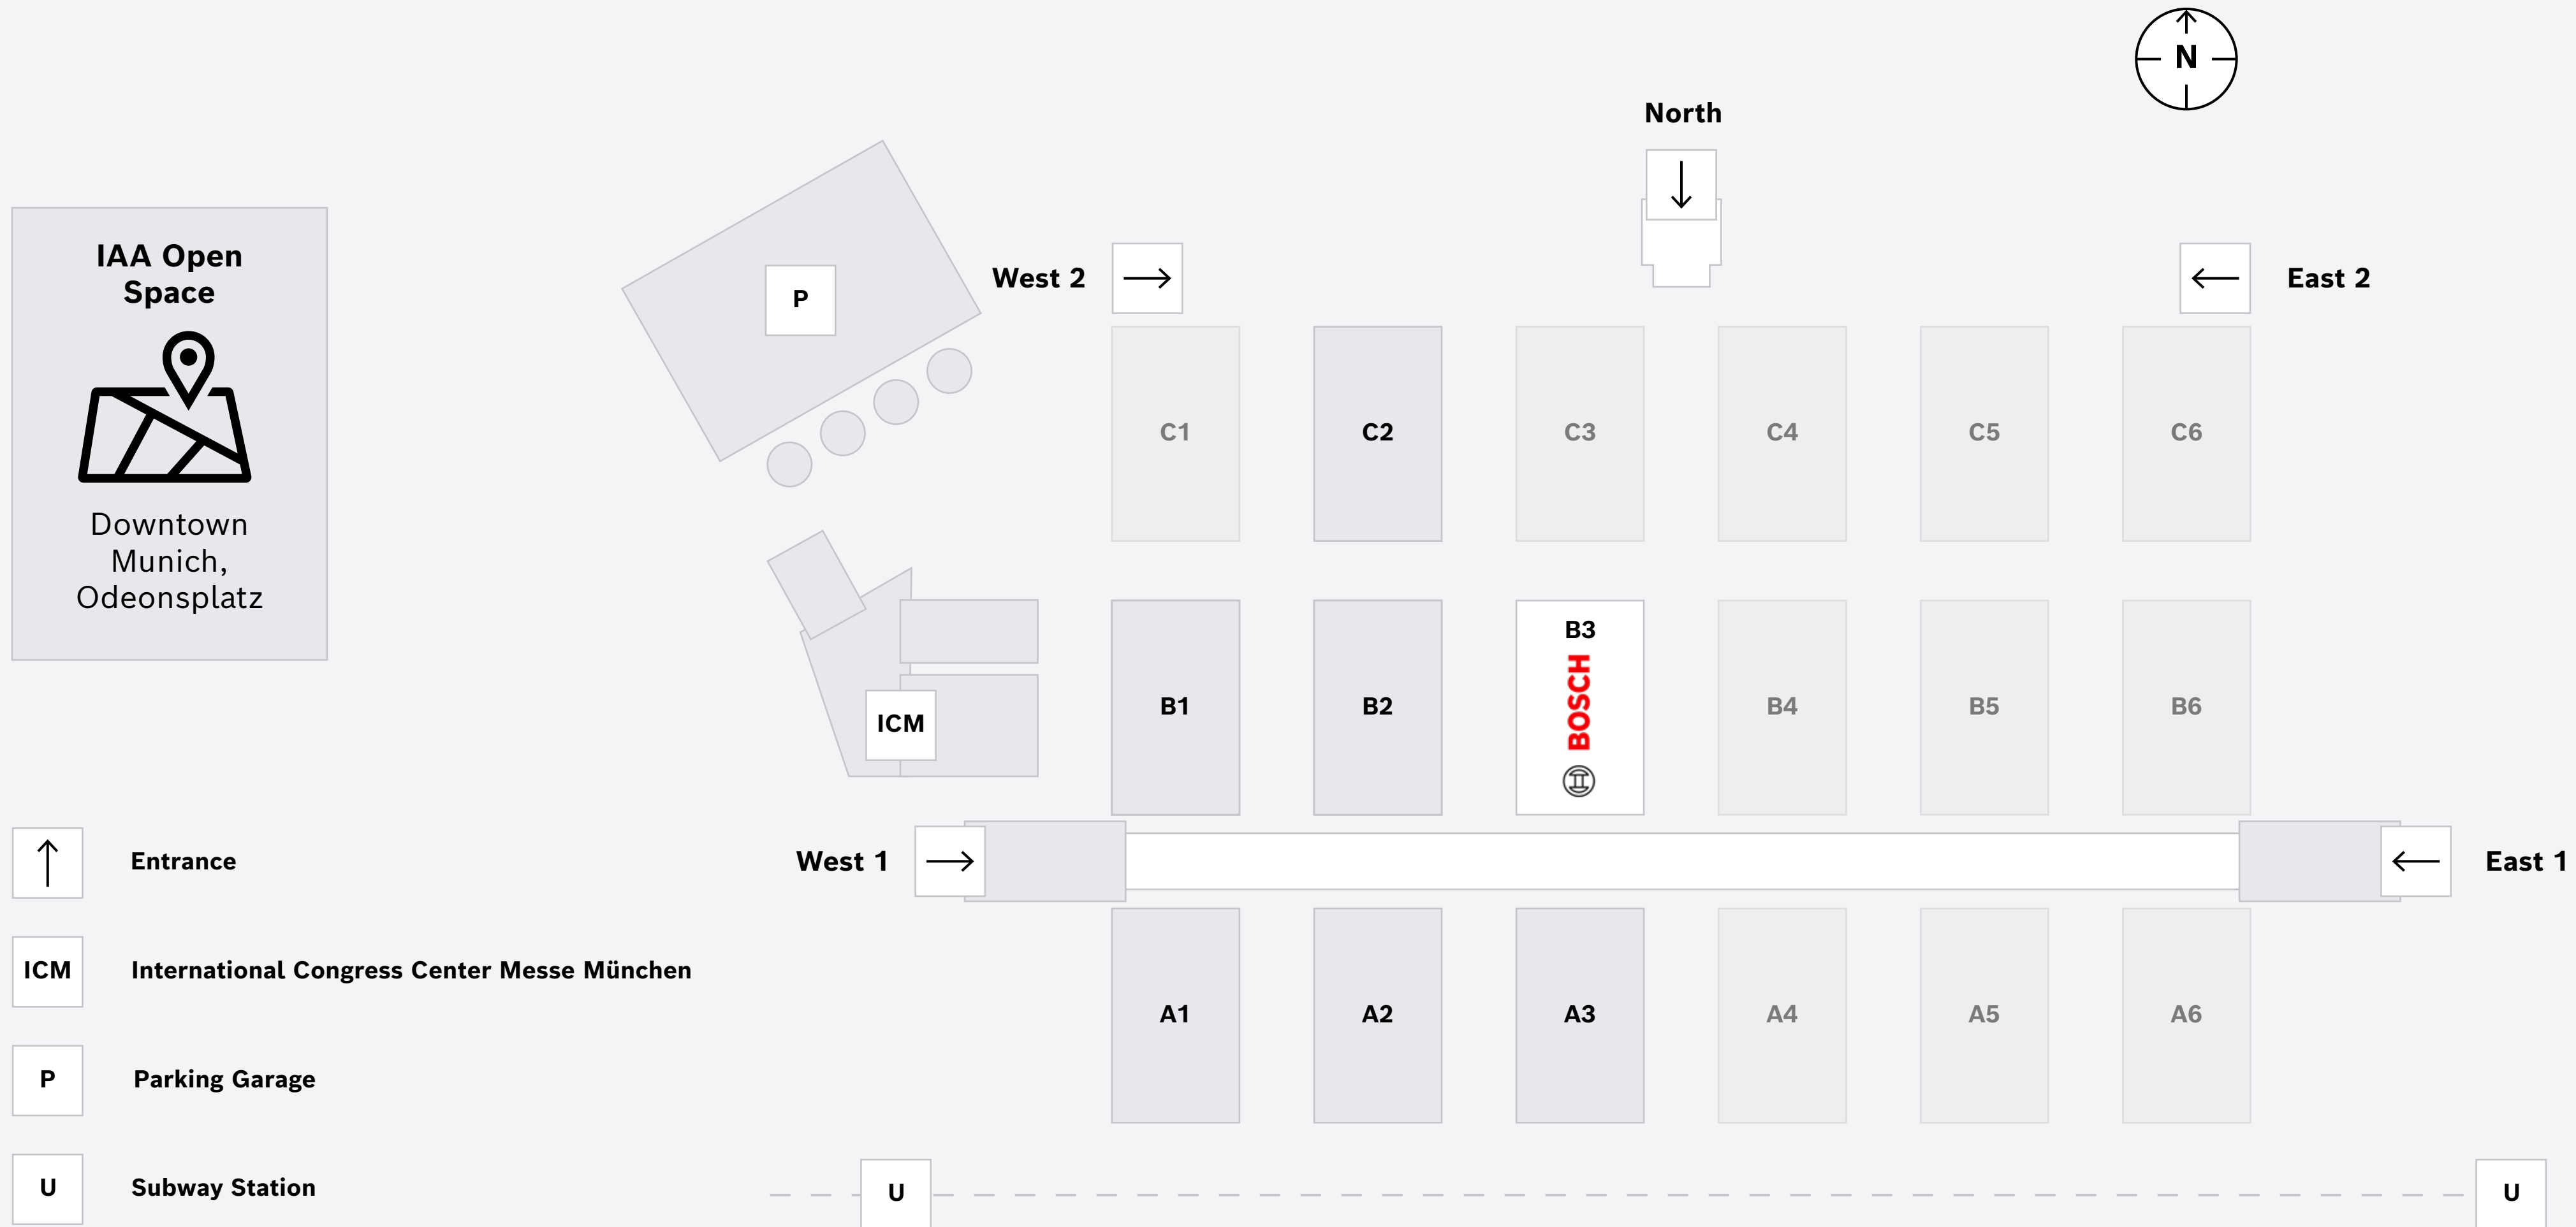 N
North
IAA Open
Space
Downtown
Munich,
Odeonsplatz
P
West 2
East 2
C1
C2
C3
C4
C5
C6
ICM
B1
B2
B3
BOSCH
B4
B5
B6
West 1
East 1
A1
A2
A3
A4
A5
A6
Entrance
ICM International Congress Center Messe München
P Parking Garage
U Subway Station
U
U